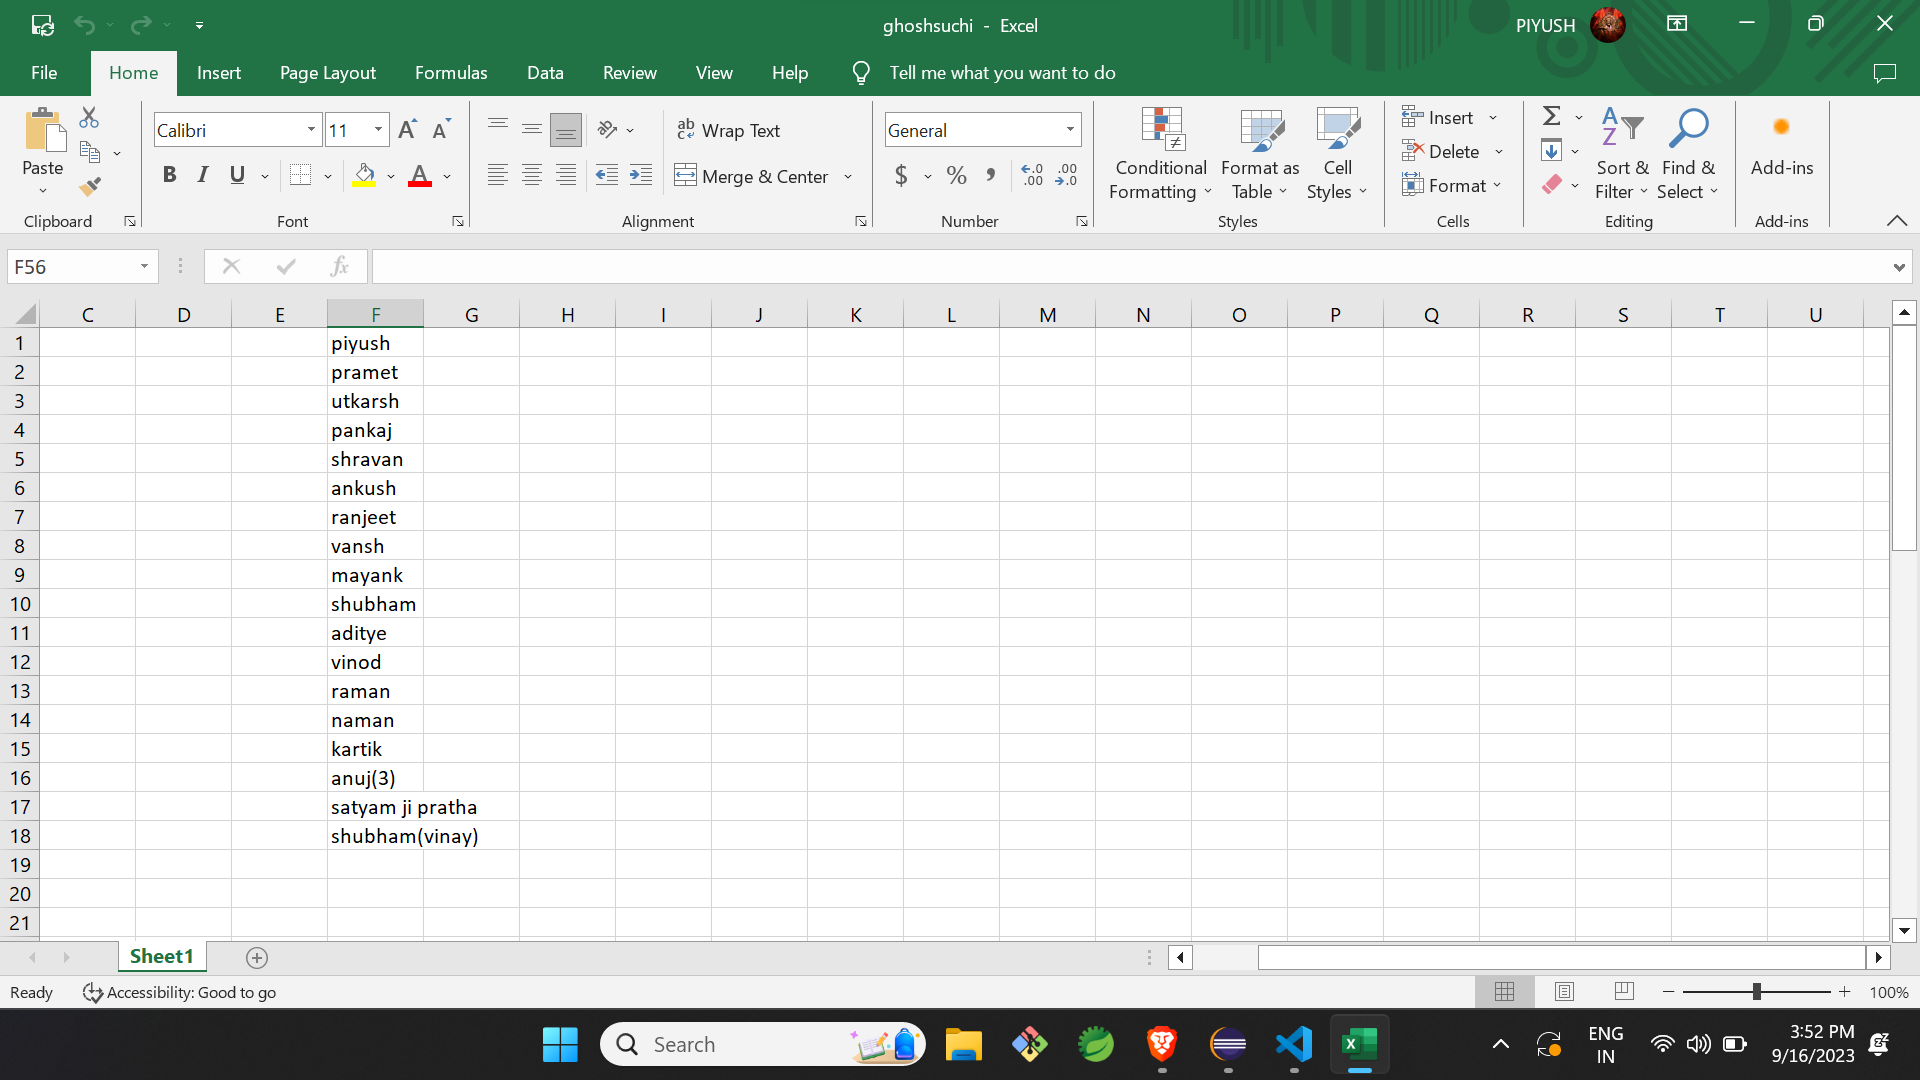 ghoshsuchi - Excel
PIYUSH
File Home Insert Page Layout Formulas Data Review View Help Tell me what you want to do
Paste
Clipboard
Calibri 11
B I U A
Font
Wrap Text
Merge & Center
Alignment
General
$ % ,
Number
Conditional Formatting
Format as Table
Cell Styles
Styles
Insert
Delete
Format
Cells
Sort & Filter
Find & Select
Editing
Add-ins
Add-ins
F56 fx
C D E F G H I J K L M N O P Q R S T U
1 piyush
2 pramet
3 utkarsh
4 pankaj
5 shravan
6 ankush
7 ranjeet
8 vansh
9 mayank
10 shubham
11 aditye
12 vinod
13 raman
14 naman
15 kartik
16 anuj(3)
17 satyam ji pratha
18 shubham(vinay)
19
20
21
Sheet1
Ready Accessibility: Good to go 100%
Search
ENG
IN
3:52 PM
9/16/2023